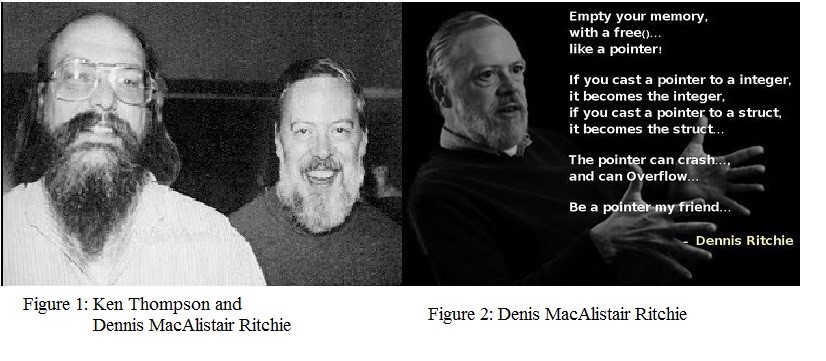 Empty your memory,
with a free()...
like a pointer!
If you cast a pointer to a integer,
it becomes the integer,
if you cast a pointer to a struct,
it becomes the struct...
The pointer can crash...,
and can Overflow...
Be a pointer my friend...
- Dennis Ritchie
Figure 1: Ken Thompson and
Dennis MacAlistair Ritchie
Figure 2: Denis MacAlistair Ritchie